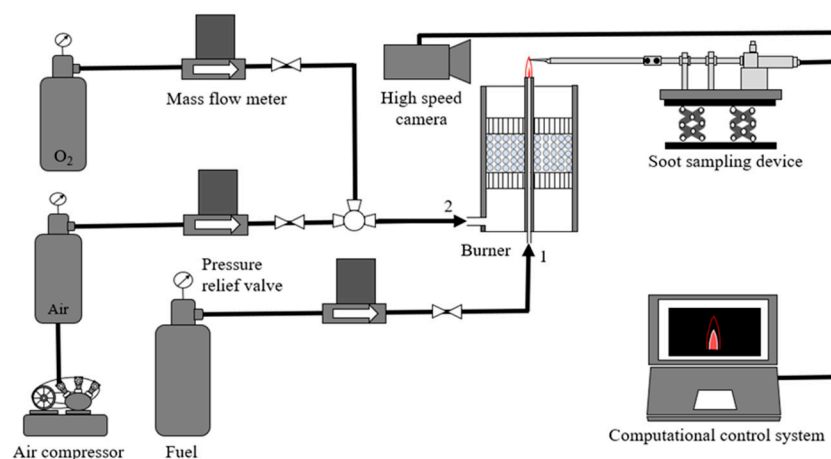 Mass flow meter
High speed
camera
O2
Soot sampling device
2
Burner
1
Pressure
relief valve
Air
Air compressor
Fuel
Computational control system